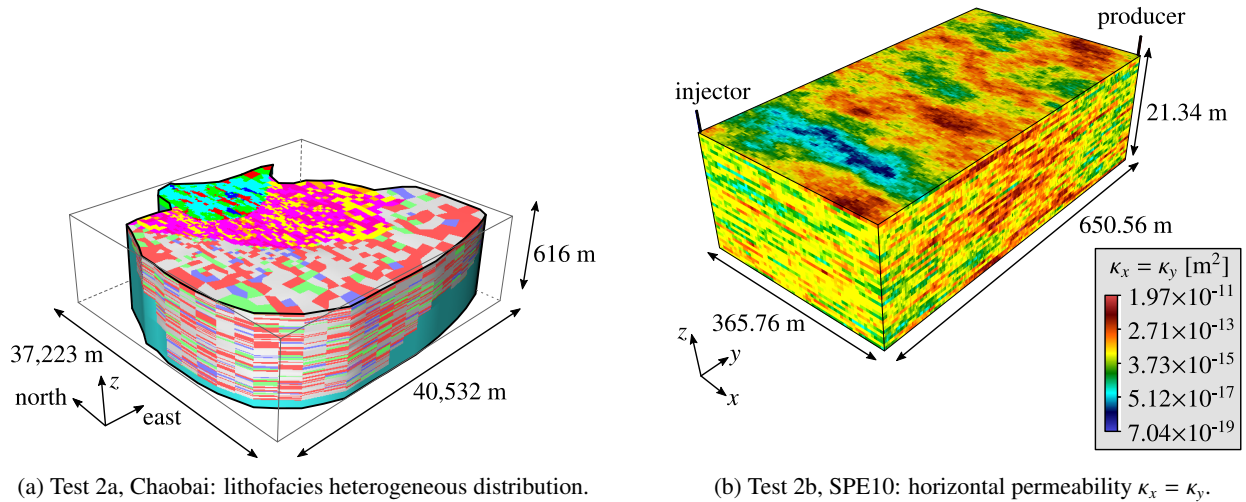 616 m
37,223 m
40,532 m
north
z
east
(a) Test 2a, Chaobai: lithofacies heterogeneous distribution.
producer
injector
21.34 m
650.56 m
365.76 m
z
y
x
κx = κy [m²]
1.97×10⁻¹¹
2.71×10⁻¹³
3.73×10⁻¹⁵
5.12×10⁻¹⁷
7.04×10⁻¹⁹
(b) Test 2b, SPE10: horizontal permeability κx = κy.